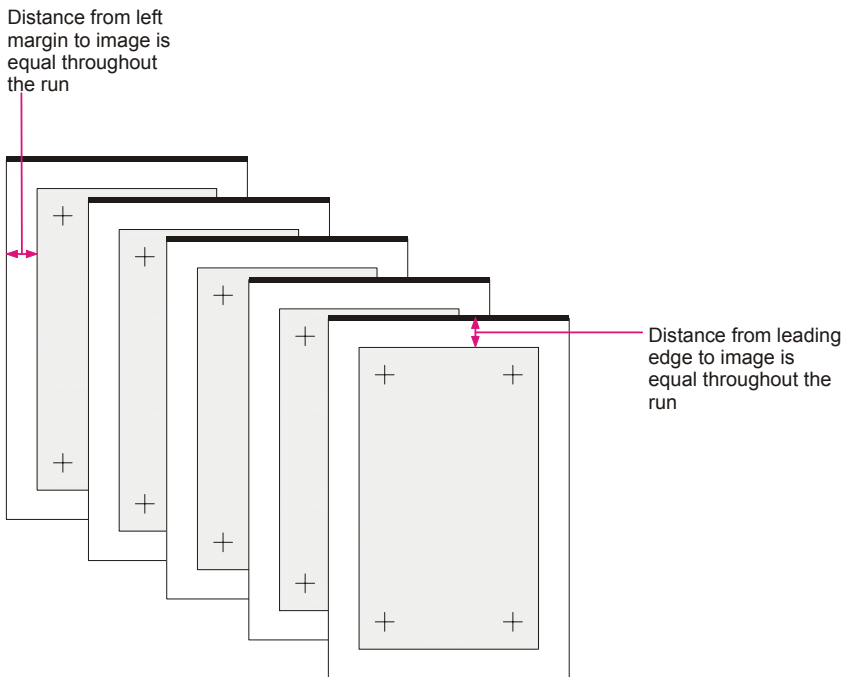 Distance from left
margin to image is
equal throughout
the run
Distance from leading
edge to image is
equal throughout the
run